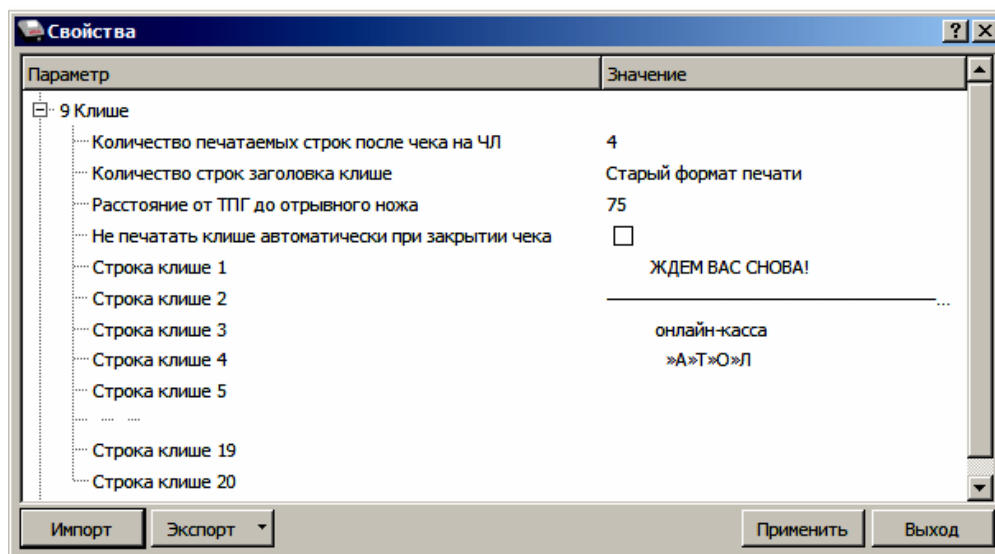 Свойства
Параметр Значение
9 Клише
Количество печатаемых строк после чека на ЧЛ 4
Количество строк заголовка клише Старый формат печати
Расстояние от ТПГ до отрывного ножа 75
Не печатать клише автоматически при закрытии чека
Строка клише 1 ЖДЕМ ВАС СНОВА!
Строка клише 2 ────────────────────...
Строка клише 3 онлайн-касса
Строка клише 4 »А»Т»О»Л
Строка клише 5
... ... ...
Строка клише 19
Строка клише 20
Импорт Экспорт Применить Выход